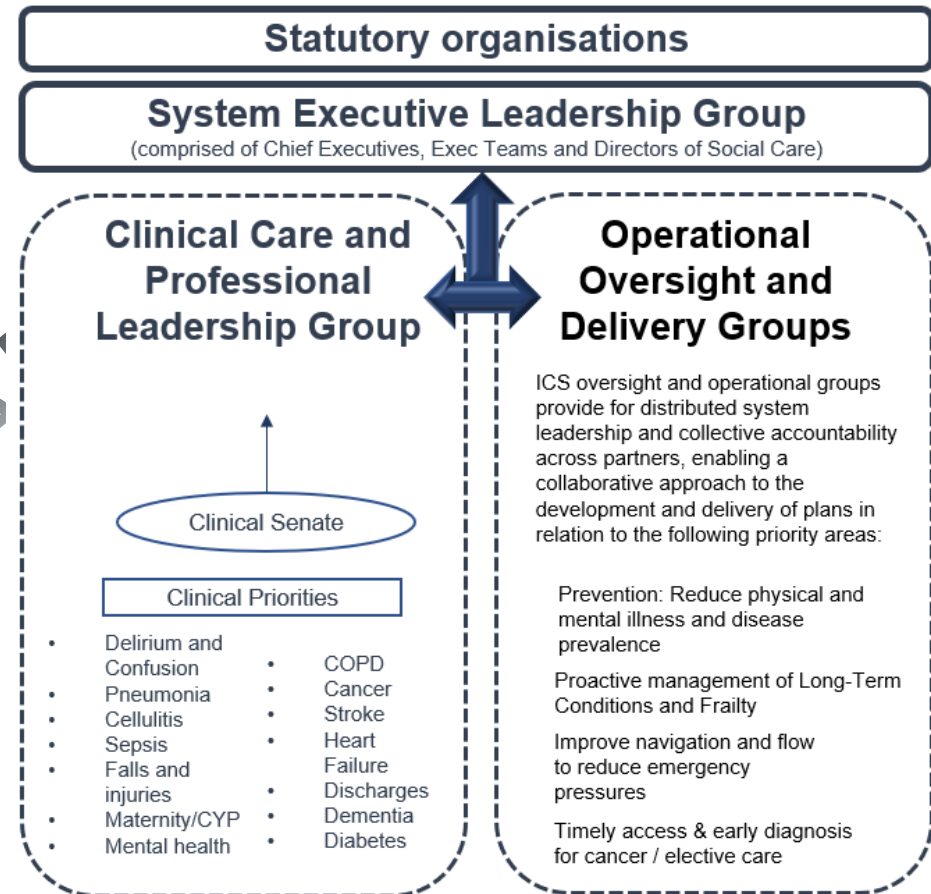 Statutory organisations
System Executive Leadership Group
(comprised of Chief Executives, Exec Teams and Directors of Social Care)
Clinical Care and
Professional
Leadership Group
Clinical Senate
Clinical Priorities
• Delirium and
Confusion
• Pneumonia
• Cellulitis
• Sepsis
• Falls and
injuries
• Maternity/CYP
• Mental health
• COPD
• Cancer
• Stroke
• Heart
Failure
• Discharges
• Dementia
• Diabetes
Operational
Oversight and
Delivery Groups
ICS oversight and operational groups
provide for distributed system
leadership and collective accountability
across partners, enabling a
collaborative approach to the
development and delivery of plans in
relation to the following priority areas:
Prevention: Reduce physical and
mental illness and disease
prevalence
Proactive management of Long-Term
Conditions and Frailty
Improve navigation and flow
to reduce emergency
pressures
Timely access & early diagnosis
for cancer / elective care